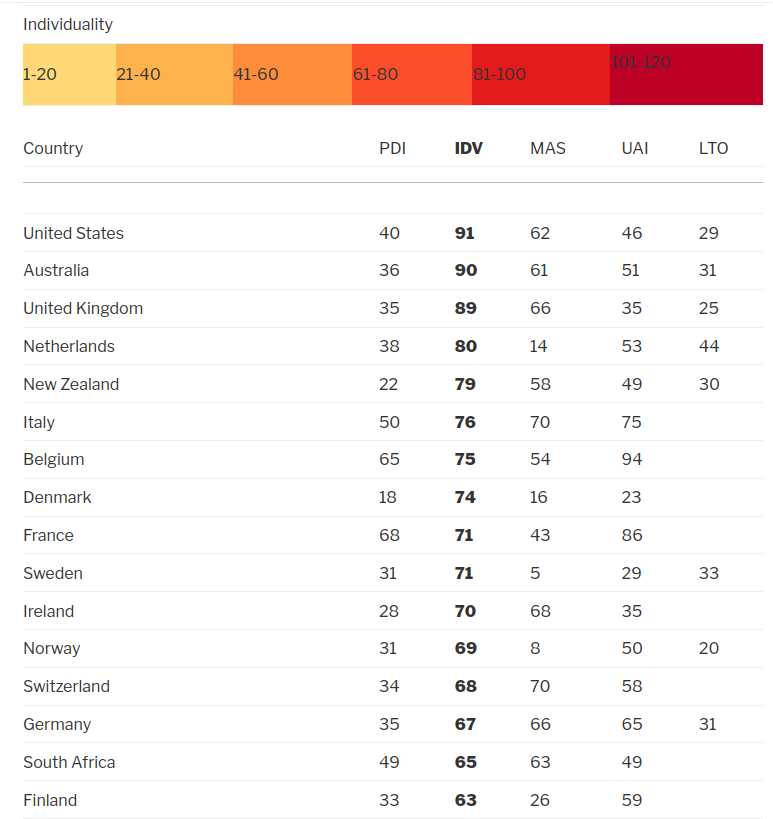 Individuality
1-20 21-40 41-60 61-80 81-100 101-120
Country PDI IDV MAS UAI LTO
United States 40 91 62 46 29
Australia 36 90 61 51 31
United Kingdom 35 89 66 35 25
Netherlands 38 80 14 53 44
New Zealand 22 79 58 49 30
Italy 50 76 70 75
Belgium 65 75 54 94
Denmark 18 74 16 23
France 68 71 43 86
Sweden 31 71 5 29 33
Ireland 28 70 68 35
Norway 31 69 8 50 20
Switzerland 34 68 70 58
Germany 35 67 66 65 31
South Africa 49 65 63 49
Finland 33 63 26 59